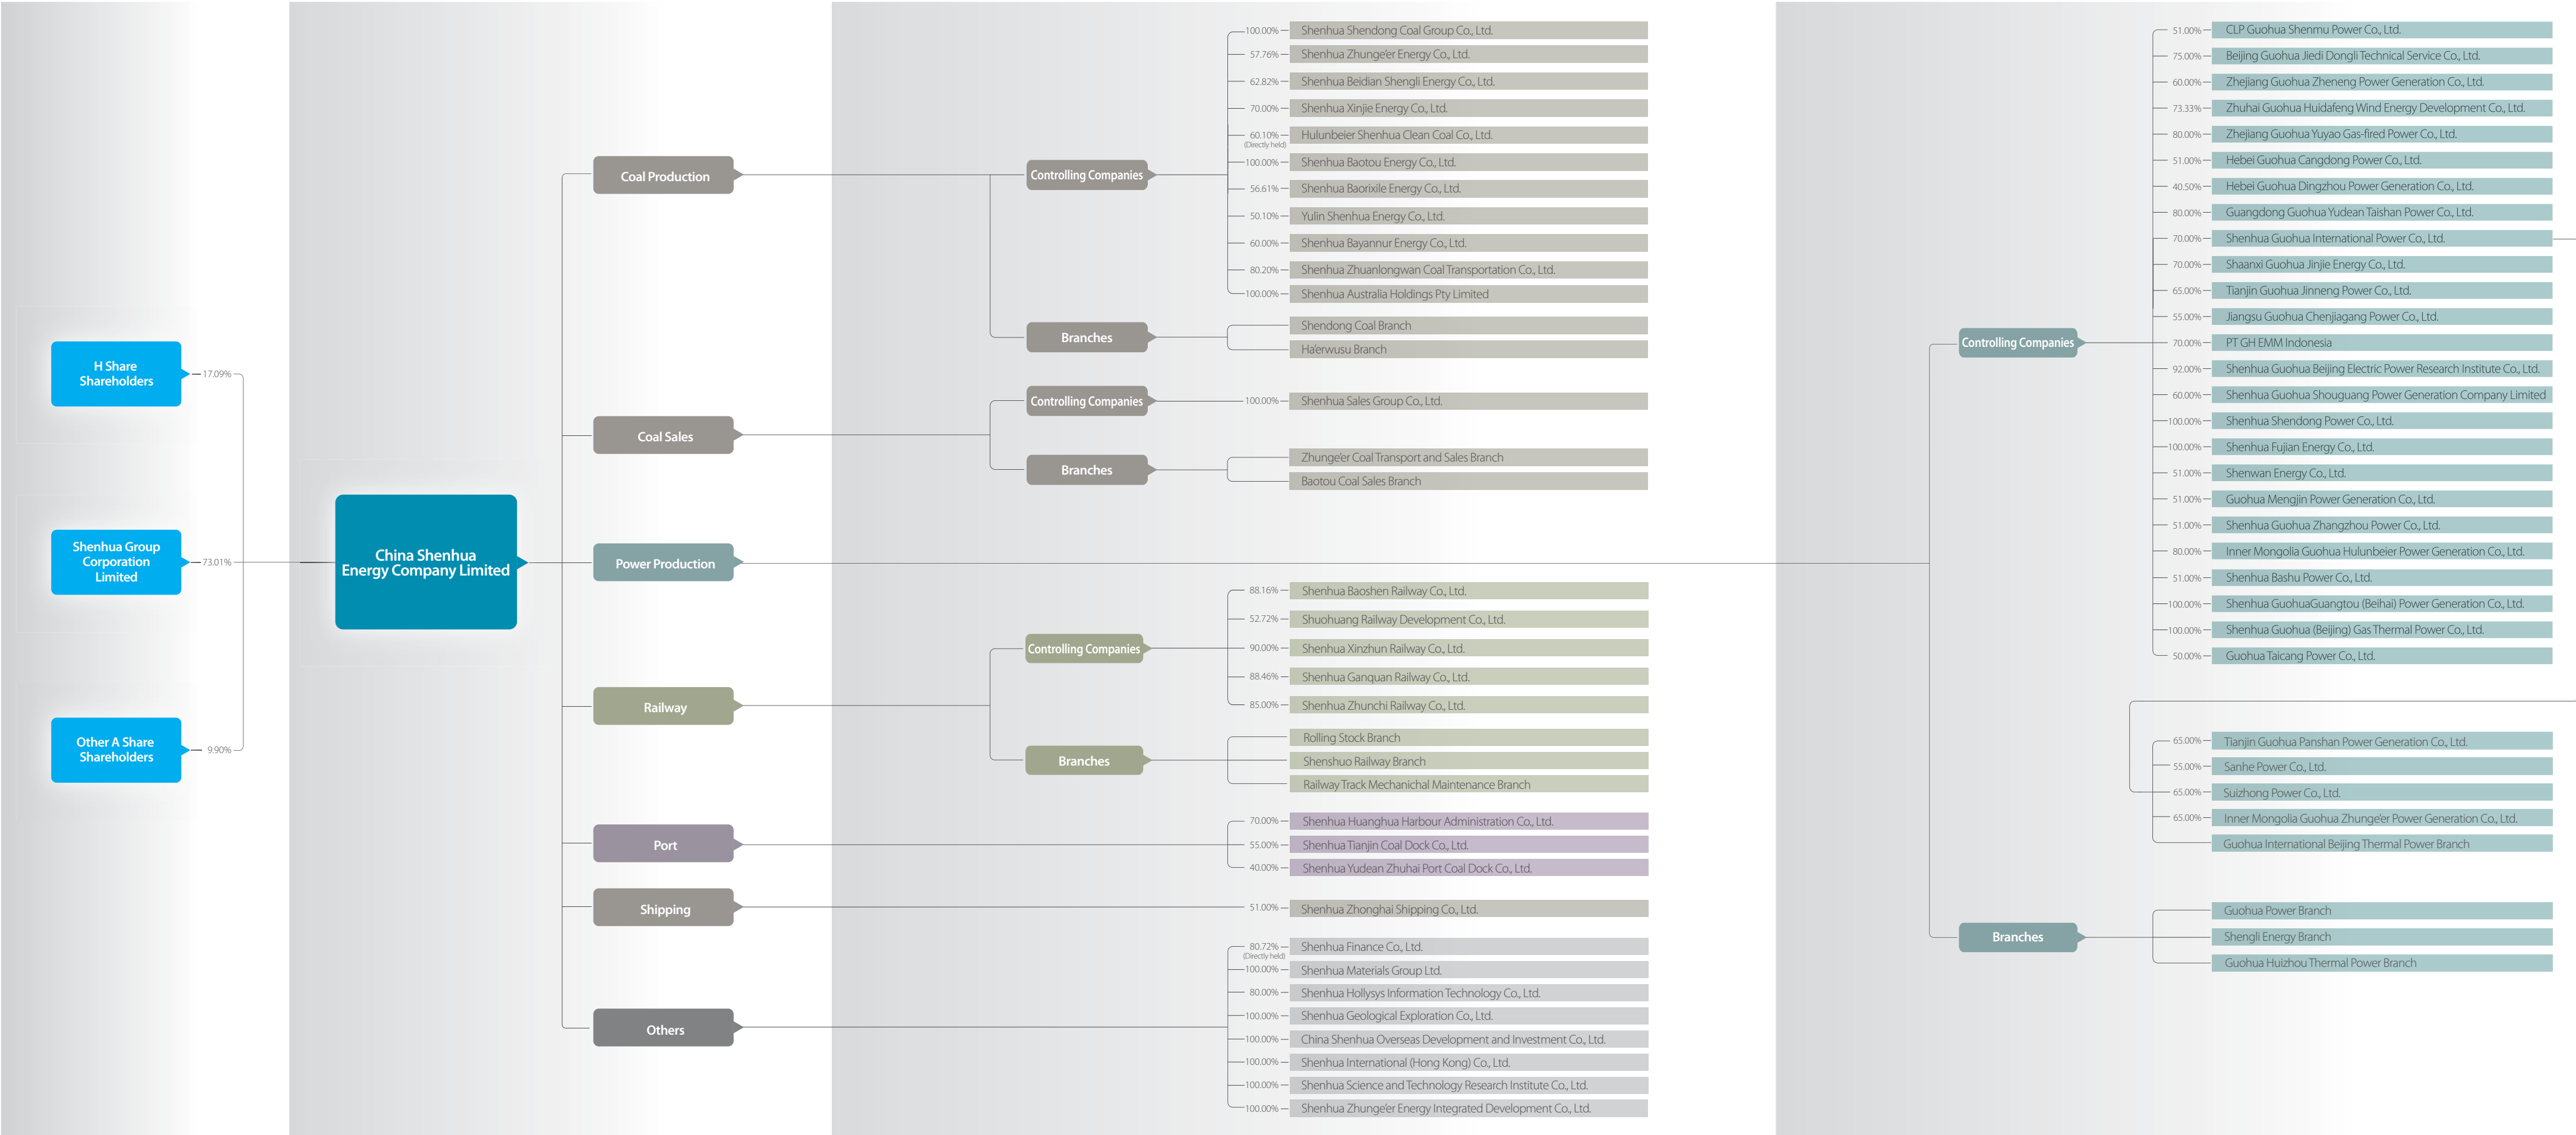 H Share
Shareholders
17.09%
Shenhua Group
Corporation
Limited
73.01%
Other A Share
Shareholders
9.90%
China Shenhua
Energy Company Limited
Coal Production
Controlling Companies
100.00% Shenhua Shendong Coal Group Co., Ltd.
57.76% Shenhua Zhunge'er Energy Co., Ltd.
62.82% Shenhua Beidian Shengli Energy Co., Ltd.
70.00% Shenhua Xinjie Energy Co., Ltd.
60.10% Hulunbeier Shenhua Clean Coal Co., Ltd.
(Directly held)
100.00% Shenhua Baotou Energy Co., Ltd.
56.61% Shenhua Baorixile Energy Co., Ltd.
50.10% Yulin Shenhua Energy Co., Ltd.
60.00% Shenhua Bayannur Energy Co., Ltd.
80.20% Shenhua Zhuanlongwan Coal Transportation Co., Ltd.
100.00% Shenhua Australia Holdings Pty Limited
Branches
Shendong Coal Branch
Ha'erwusu Branch
Coal Sales
Controlling Companies
100.00% Shenhua Sales Group Co., Ltd.
Branches
Zhunge'er Coal Transport and Sales Branch
Baotou Coal Sales Branch
Power Production
Controlling Companies
51.00% CLP Guohua Shenmu Power Co., Ltd.
75.00% Beijing Guohua Jiedi Dongli Technical Service Co., Ltd.
60.00% Zhejiang Guohua Zheneng Power Generation Co., Ltd.
73.33% Zhuhai Guohua Huidafeng Wind Energy Development Co., Ltd.
80.00% Zhejiang Guohua Yuyao Gas-fired Power Co., Ltd.
51.00% Hebei Guohua Cangdong Power Co., Ltd.
40.50% Hebei Guohua Dingzhou Power Generation Co., Ltd.
80.00% Guangdong Guohua Yudean Taishan Power Co., Ltd.
70.00% Shenhua Guohua International Power Co., Ltd.
70.00% Shaanxi Guohua Jinjie Energy Co., Ltd.
65.00% Tianjin Guohua Jinneng Power Co., Ltd.
55.00% Jiangsu Guohua Chenjiagang Power Co., Ltd.
70.00% PT GH EMM Indonesia
92.00% Shenhua Guohua Beijing Electric Power Research Institute Co., Ltd.
60.00% Shenhua Guohua Shouguang Power Generation Company Limited
100.00% Shenhua Shendong Power Co., Ltd.
100.00% Shenhua Fujian Energy Co., Ltd.
51.00% Shenwan Energy Co., Ltd.
51.00% Guohua Mengjin Power Generation Co., Ltd.
51.00% Shenhua Guohua Zhangzhou Power Co., Ltd.
80.00% Inner Mongolia Guohua Hulunbeier Power Generation Co., Ltd.
51.00% Shenhua Bashu Power Co., Ltd.
100.00% Shenhua GuohuaGuangtou (Beihai) Power Generation Co., Ltd.
100.00% Shenhua Guohua (Beijing) Gas Thermal Power Co., Ltd.
50.00% Guohua Taicang Power Co., Ltd.
65.00% Tianjin Guohua Panshan Power Generation Co., Ltd.
55.00% Sanhe Power Co., Ltd.
65.00% Suizhong Power Co., Ltd.
65.00% Inner Mongolia Guohua Zhunge'er Power Generation Co., Ltd.
Guohua International Beijing Thermal Power Branch
Branches
Guohua Power Branch
Shengli Energy Branch
Guohua Huizhou Thermal Power Branch
Railway
Controlling Companies
88.16% Shenhua Baoshen Railway Co., Ltd.
52.72% Shuohuang Railway Development Co., Ltd.
90.00% Shenhua Xinzhun Railway Co., Ltd.
88.46% Shenhua Ganquan Railway Co., Ltd.
85.00% Shenhua Zhunchi Railway Co., Ltd.
Branches
Rolling Stock Branch
Shenshuo Railway Branch
Railway Track Mechanichal Maintenance Branch
Port
70.00% Shenhua Huanghua Harbour Administration Co., Ltd.
55.00% Shenhua Tianjin Coal Dock Co., Ltd.
40.00% Shenhua Yudean Zhuhai Port Coal Dock Co., Ltd.
Shipping
51.00% Shenhua Zhonghai Shipping Co., Ltd.
Others
80.72% Shenhua Finance Co., Ltd.
(Directly held)
100.00% Shenhua Materials Group Ltd.
80.00% Shenhua Hollysys Information Technology Co., Ltd.
100.00% Shenhua Geological Exploration Co., Ltd.
100.00% China Shenhua Overseas Development and Investment Co., Ltd.
100.00% Shenhua International (Hong Kong) Co., Ltd.
100.00% Shenhua Science and Technology Research Institute Co., Ltd.
100.00% Shenhua Zhunge'er Energy Integrated Development Co., Ltd.